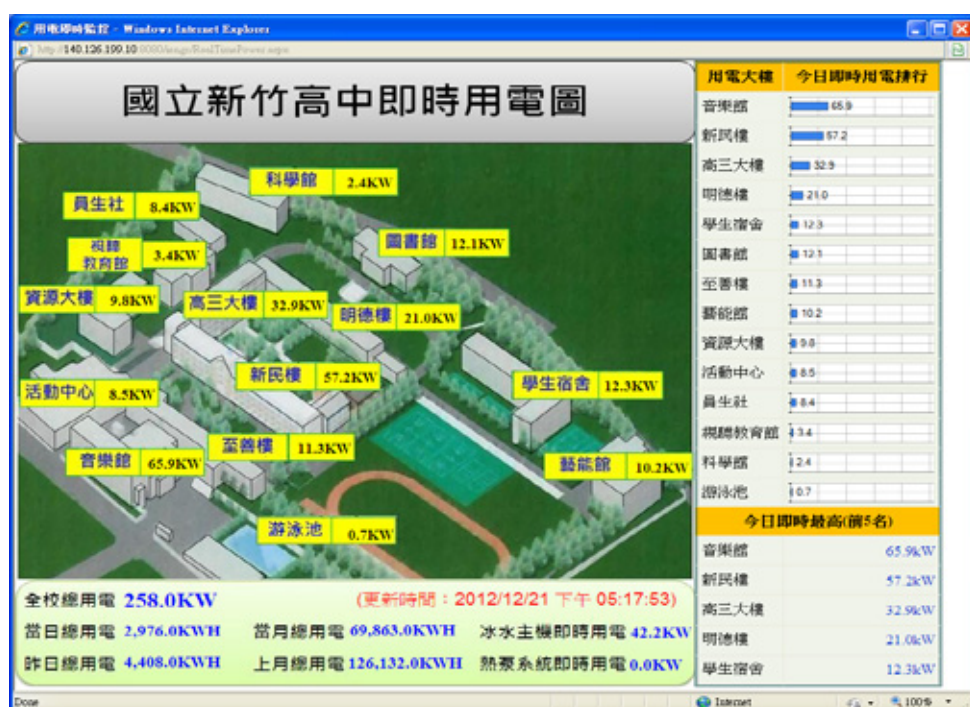 用電即時監控 - Windows Internet Explorer
http://140.126.199.10:8080/
國立新竹高中即時用電圖
科學館 2.4KW
員生社 8.4KW
圖書館 12.1KW
視聽
教育館 3.4KW
資源大樓 9.8KW
高三大樓 32.9KW
明德樓 21.0KW
新民樓 57.2KW
學生宿舍 12.3KW
活動中心 8.5KW
至善樓 11.3KW
音樂館 65.9KW
藝能館 10.2KW
游泳池 0.7KW
全校總用電 258.0KW (更新時間：2012/12/21 下午 05:17:53)
當日總用電 2,976.0KWH 當月總用電 69,863.0KWH 冰水主機即時用電 42.2KW
昨日總用電 4,408.0KWH 上月總用電 126,132.0KWH 熱泵系統即時用電 0.0KW
用電大樓 今日即時用電排行
音樂館 65.9
新民樓 57.2
高三大樓 32.9
明德樓 21.0
學生宿舍 12.3
圖書館 12.1
至善樓 11.3
藝能館 10.2
資源大樓 9.8
活動中心 8.5
員生社 8.4
視聽教育館 3.4
科學館 2.4
游泳池 0.7
今日即時最高(前5名)
音樂館 65.9kW
新民樓 57.2kW
高三大樓 32.9kW
明德樓 21.0kW
學生宿舍 12.3kW
Done Internet 100%